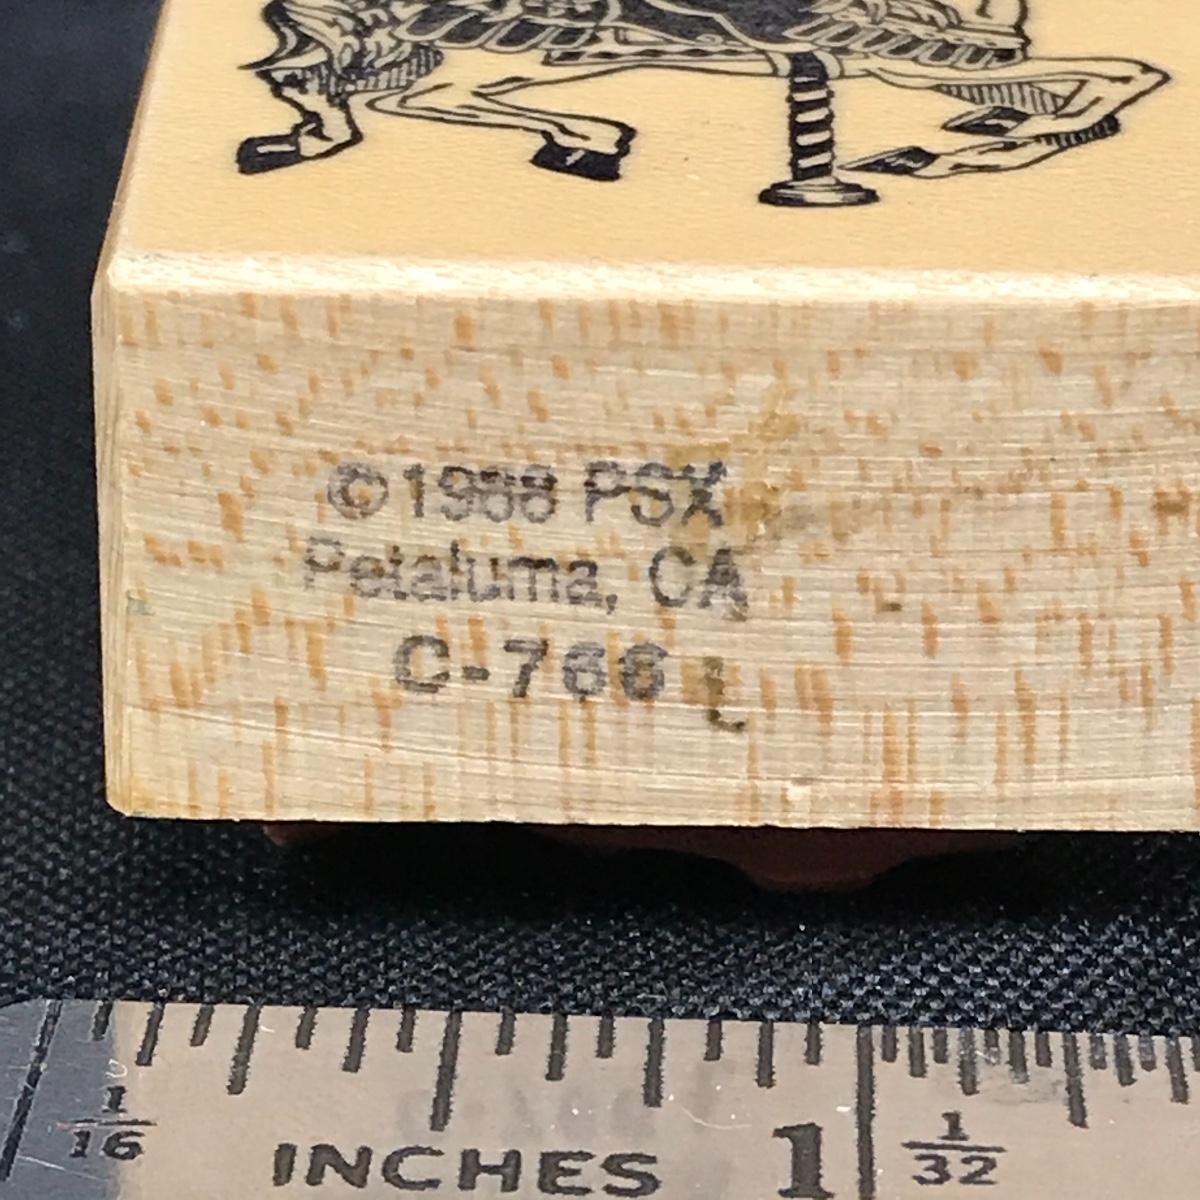 ©1988 PSX
Petaluma, CA
C-766
1
16
INCHES
1
1
32